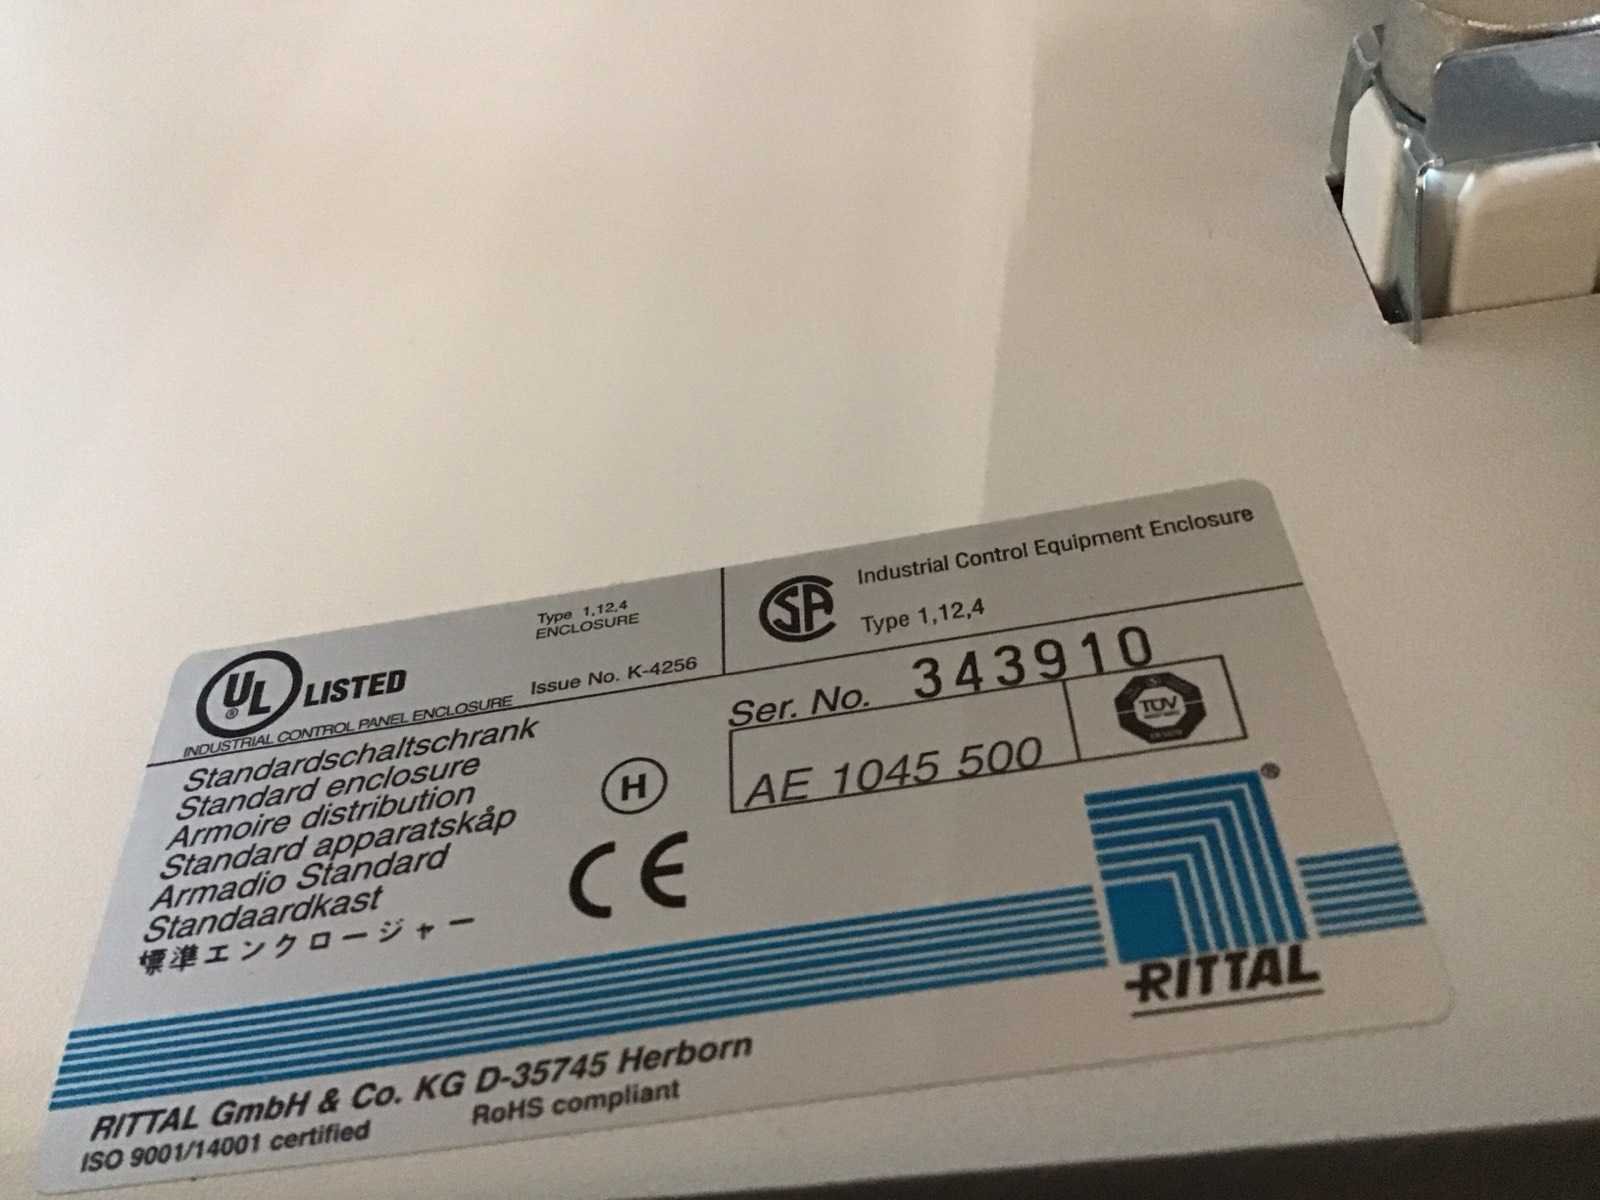 UL® LISTED
INDUSTRIAL CONTROL PANEL ENCLOSURE
Type 1,12,4
ENCLOSURE
Issue No. K-4256
SA
Industrial Control Equipment Enclosure
Type 1,12,4
Standardschaltschrank
Standard enclosure
Armoire distribution
Standard apparatskåp
Armadio Standard
Standaardkast
標準エンクロージャー
H
CE
Ser. No. 343910
AE 1045 500
TÜV
®
RITTAL
RITTAL GmbH & Co. KG D-35745 Herborn
ISO 9001/14001 certified
RoHS compliant